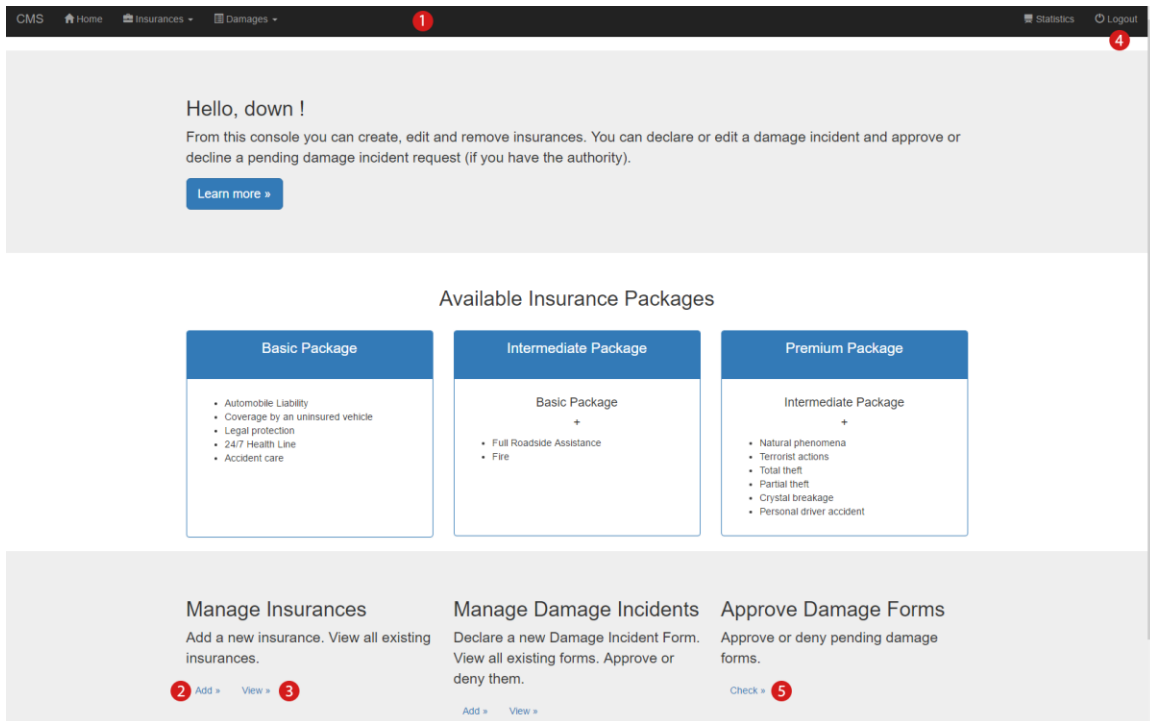 CMS Home Insurances Damages 1 Statistics Logout
4
Hello, down !
From this console you can create, edit and remove insurances. You can declare or edit a damage incident and approve or
decline a pending damage incident request (if you have the authority).
Learn more »
Available Insurance Packages
Basic Package
• Automobile Liability
• Coverage by an uninsured vehicle
• Legal protection
• 24/7 Health Line
• Accident care
Intermediate Package
Basic Package
+
• Full Roadside Assistance
• Fire
Premium Package
Intermediate Package
+
• Natural phenomena
• Terrorist actions
• Total theft
• Partial theft
• Crystal breakage
• Personal driver accident
Manage Insurances
Add a new insurance. View all existing
insurances.
2 Add » View » 3
Manage Damage Incidents
Declare a new Damage Incident Form.
View all existing forms. Approve or
deny them.
Add » View »
Approve Damage Forms
Approve or deny pending damage
forms.
Check » 5